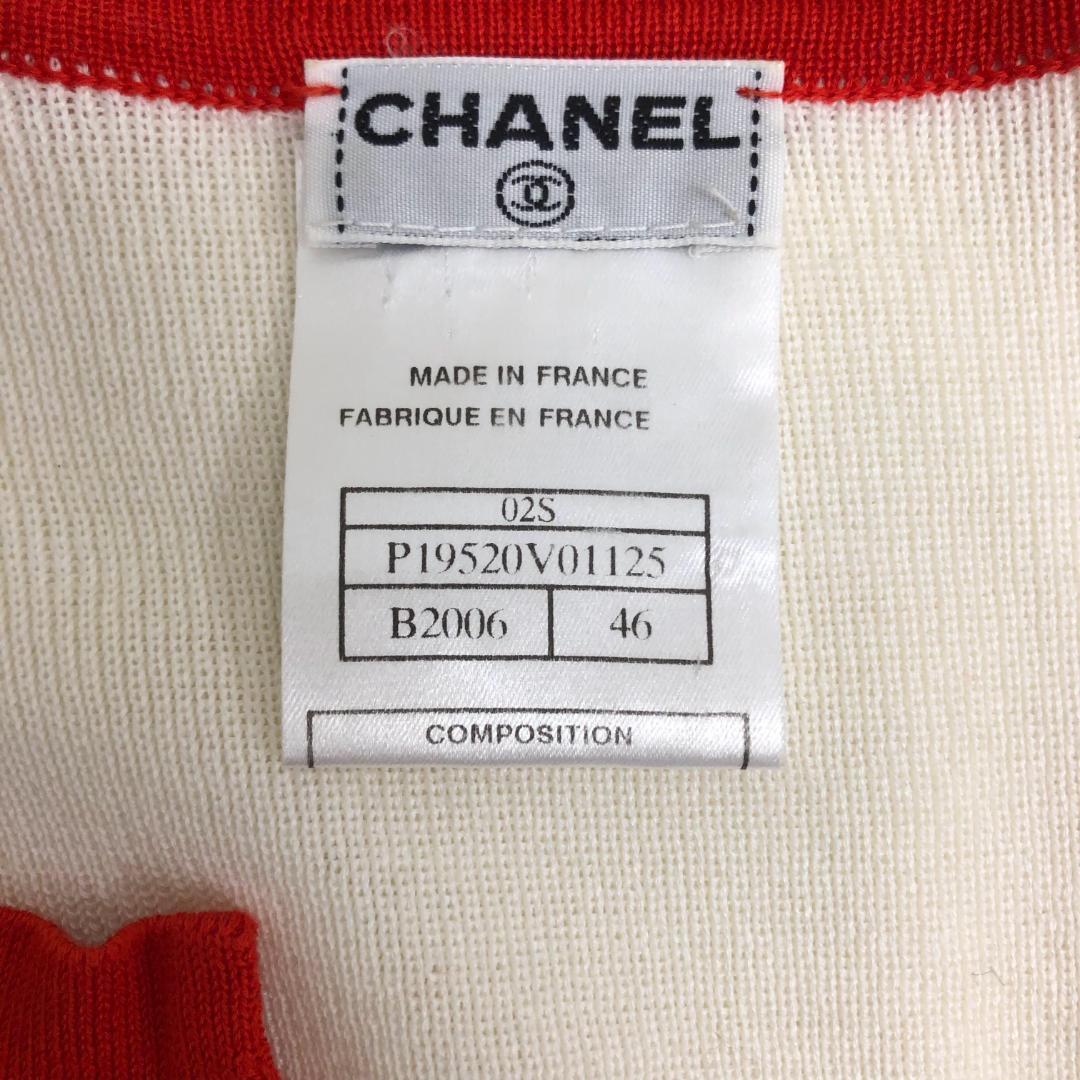 CHANEL
MADE IN FRANCE
FABRIQUE EN FRANCE
02S
P19520V01125
B2006 46
COMPOSITION